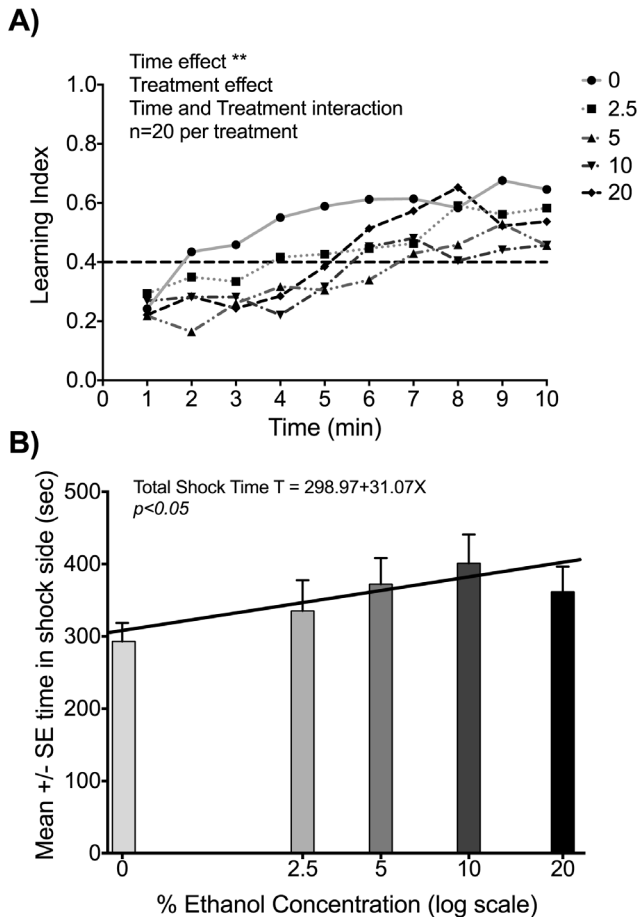 A)
Time effect **
Treatment effect
Time and Treatment interaction
n=20 per treatment
0
2.5
5
10
20
Learning Index
1.0
0.8
0.6
0.4
0.2
0.0
0 1 2 3 4 5 6 7 8 9 10
Time (min)
B)
Total Shock Time T = 298.97+31.07X
p<0.05
Mean +/- SE time in shock side (sec)
500
400
300
200
100
0
0 2.5 5 10 20
% Ethanol Concentration (log scale)